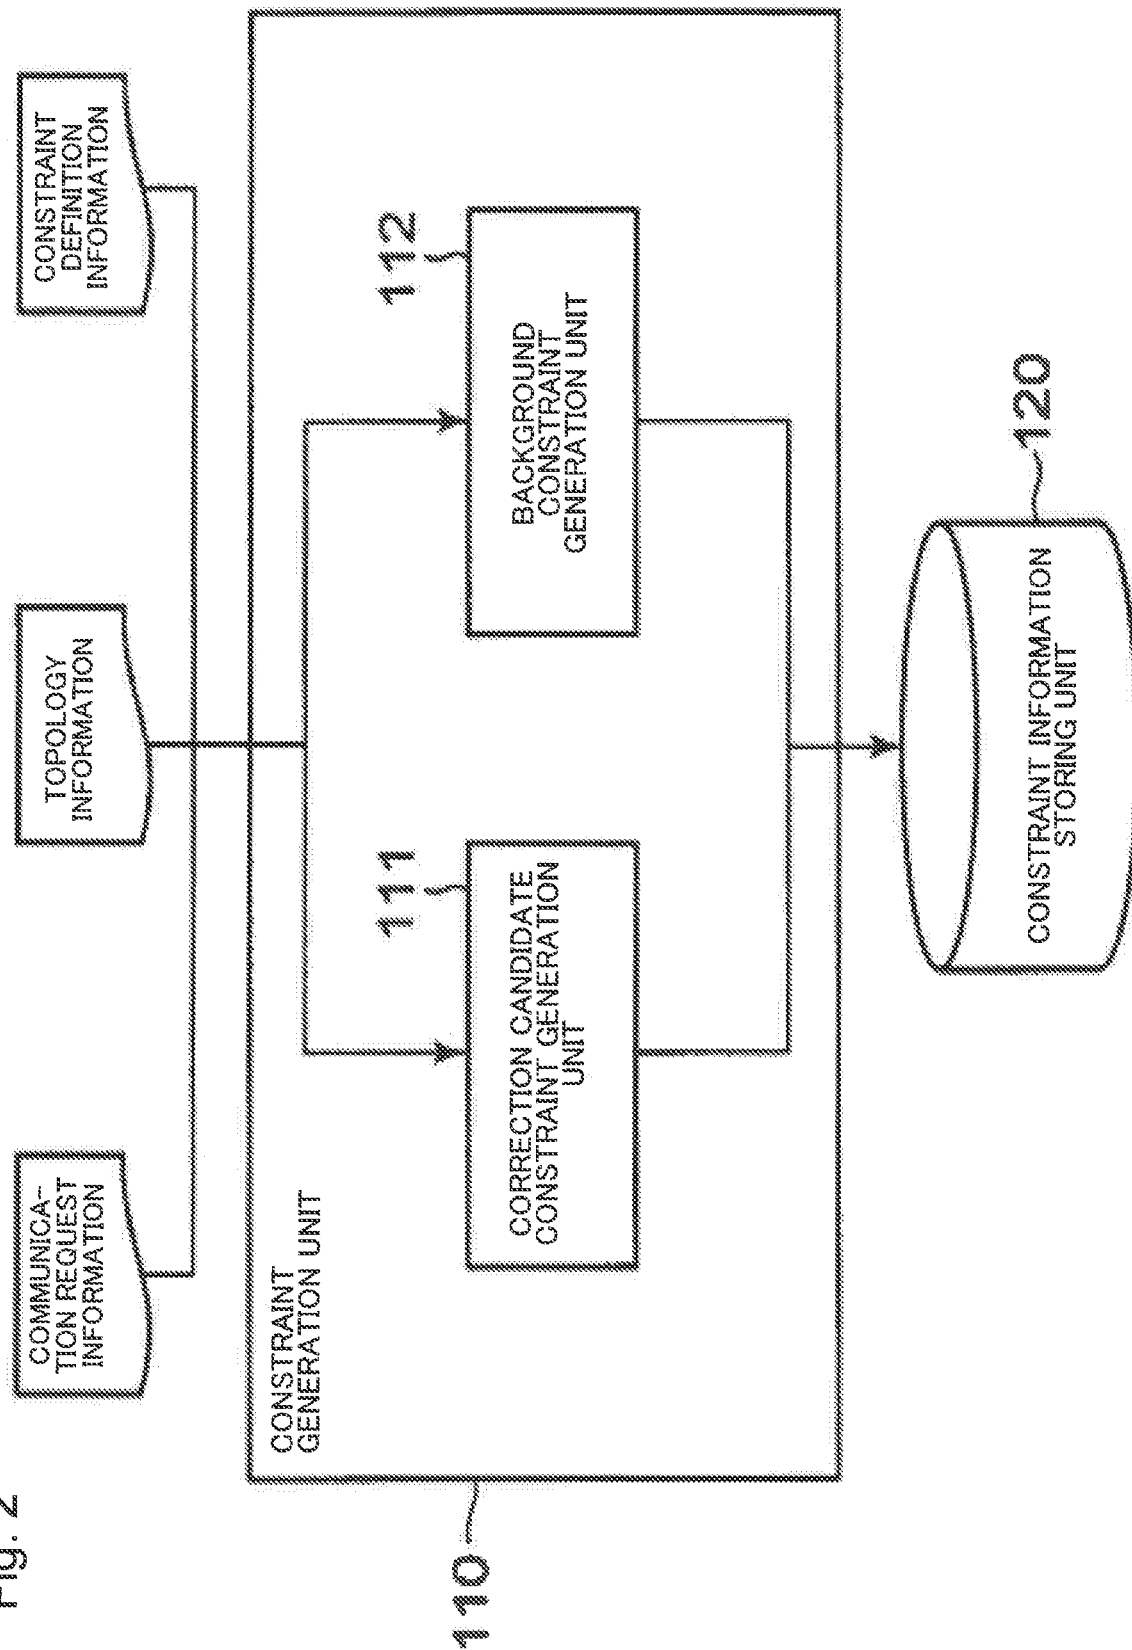 Fig. 2
COMMUNICA-
TION REQUEST
INFORMATION
TOPOLOGY
INFORMATION
CONSTRAINT
DEFINITION
INFORMATION
110
CONSTRAINT
GENERATION UNIT
111
CORRECTION CANDIDATE
CONSTRAINT GENERATION
UNIT
112
BACKGROUND
CONSTRAINT
GENERATION UNIT
120
CONSTRAINT INFORMATION
STORING UNIT